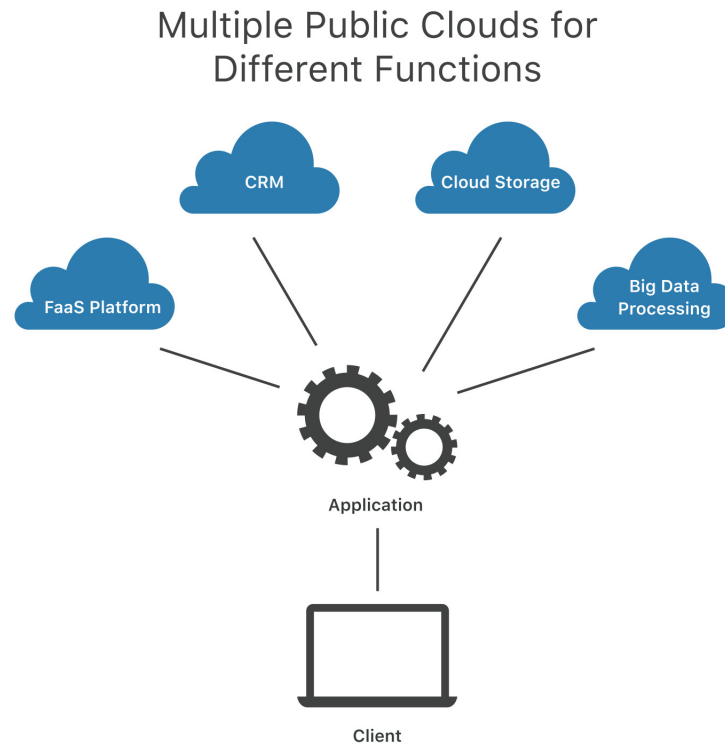 Multiple Public Clouds for
Different Functions
CRM
Cloud Storage
FaaS Platform
Big Data
Processing
Application
Client